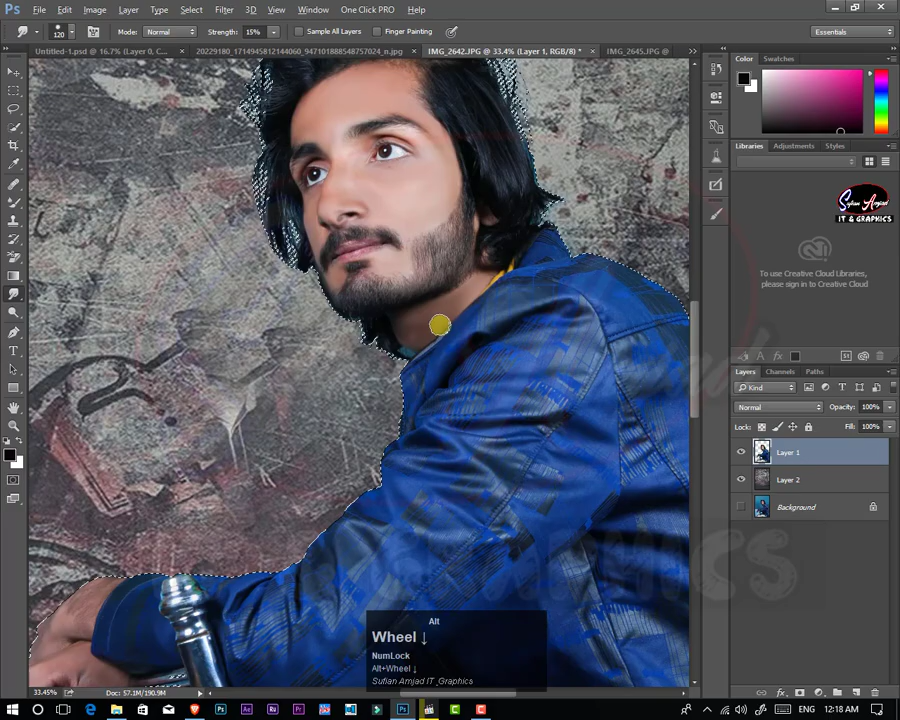 File Edit Image Layer Type Select Filter 3D View Window One Click PRO Help
120 Mode: Normal Strength: 15% Sample All Layers Finger Painting Essentials
Untitled-1.psd @ 16.7% (Layer 0, C... × 20229180_1714945812144060_947101888548757024_n.jpg × IMG_2642.JPG @ 33.4% (Layer 1, RGB/8) * × IMG_2645.JPG @ >>
Color Swatches
Libraries Adjustments Styles
Sufian Amjad
IT & GRAPHICS
To use Creative Cloud Libraries,
please sign in to Creative Cloud
Layers Channels Paths
Kind
Normal Opacity: 100%
Lock: Fill: 100%
Layer 1
Layer 2
Background
GRAPHICS
Alt
Wheel ↓
NumLock
Alt+Wheel ↓
Sufian Amjad IT _Graphics
33.45% Doc: 57.1M/190.9M
ENG 12:18 AM